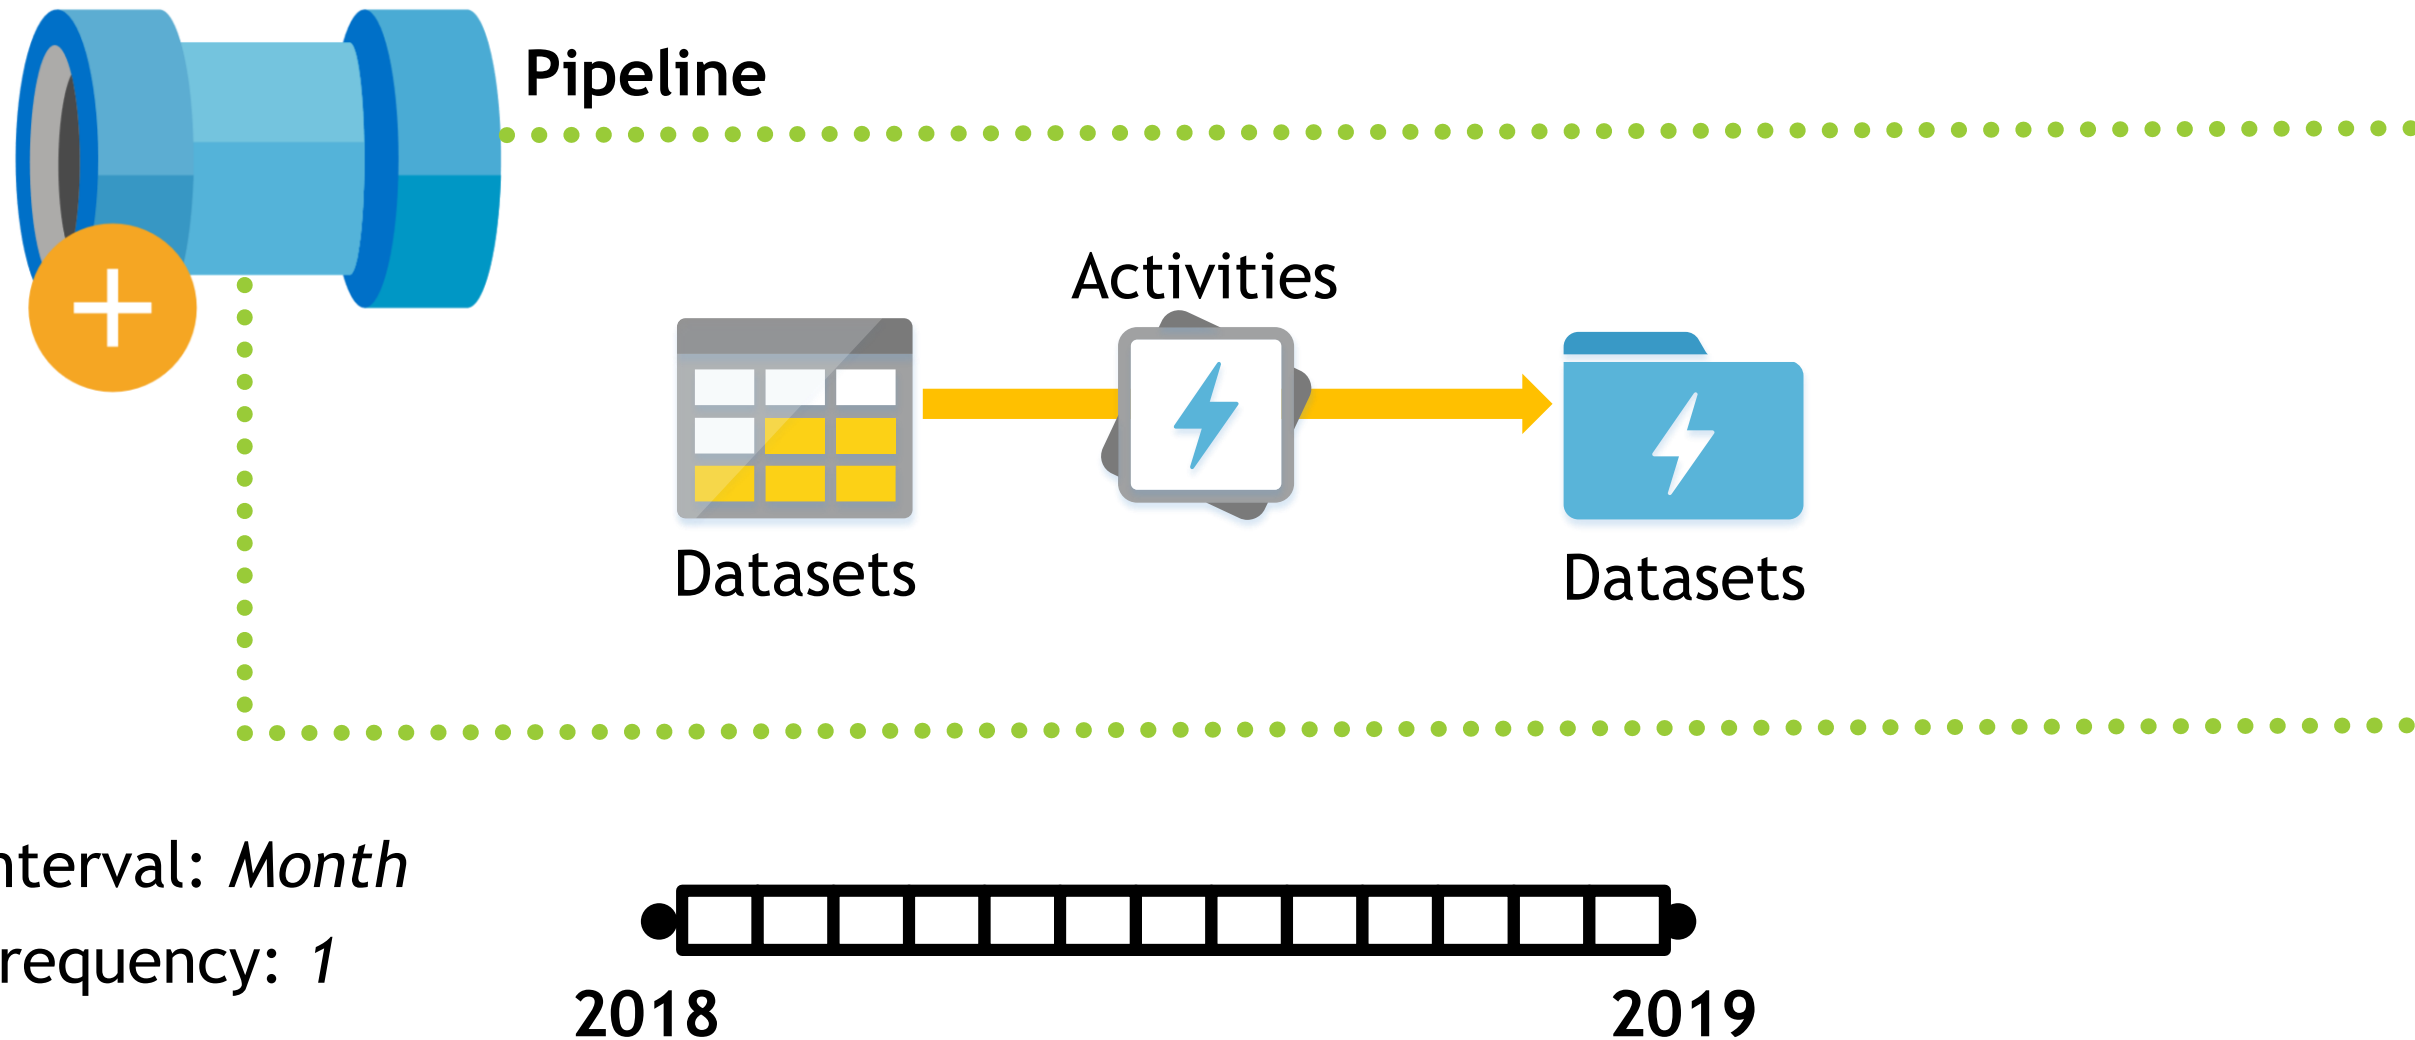 Pipeline
Activities
Datasets
Datasets
nterval: Month
requency: 1
2018
2019